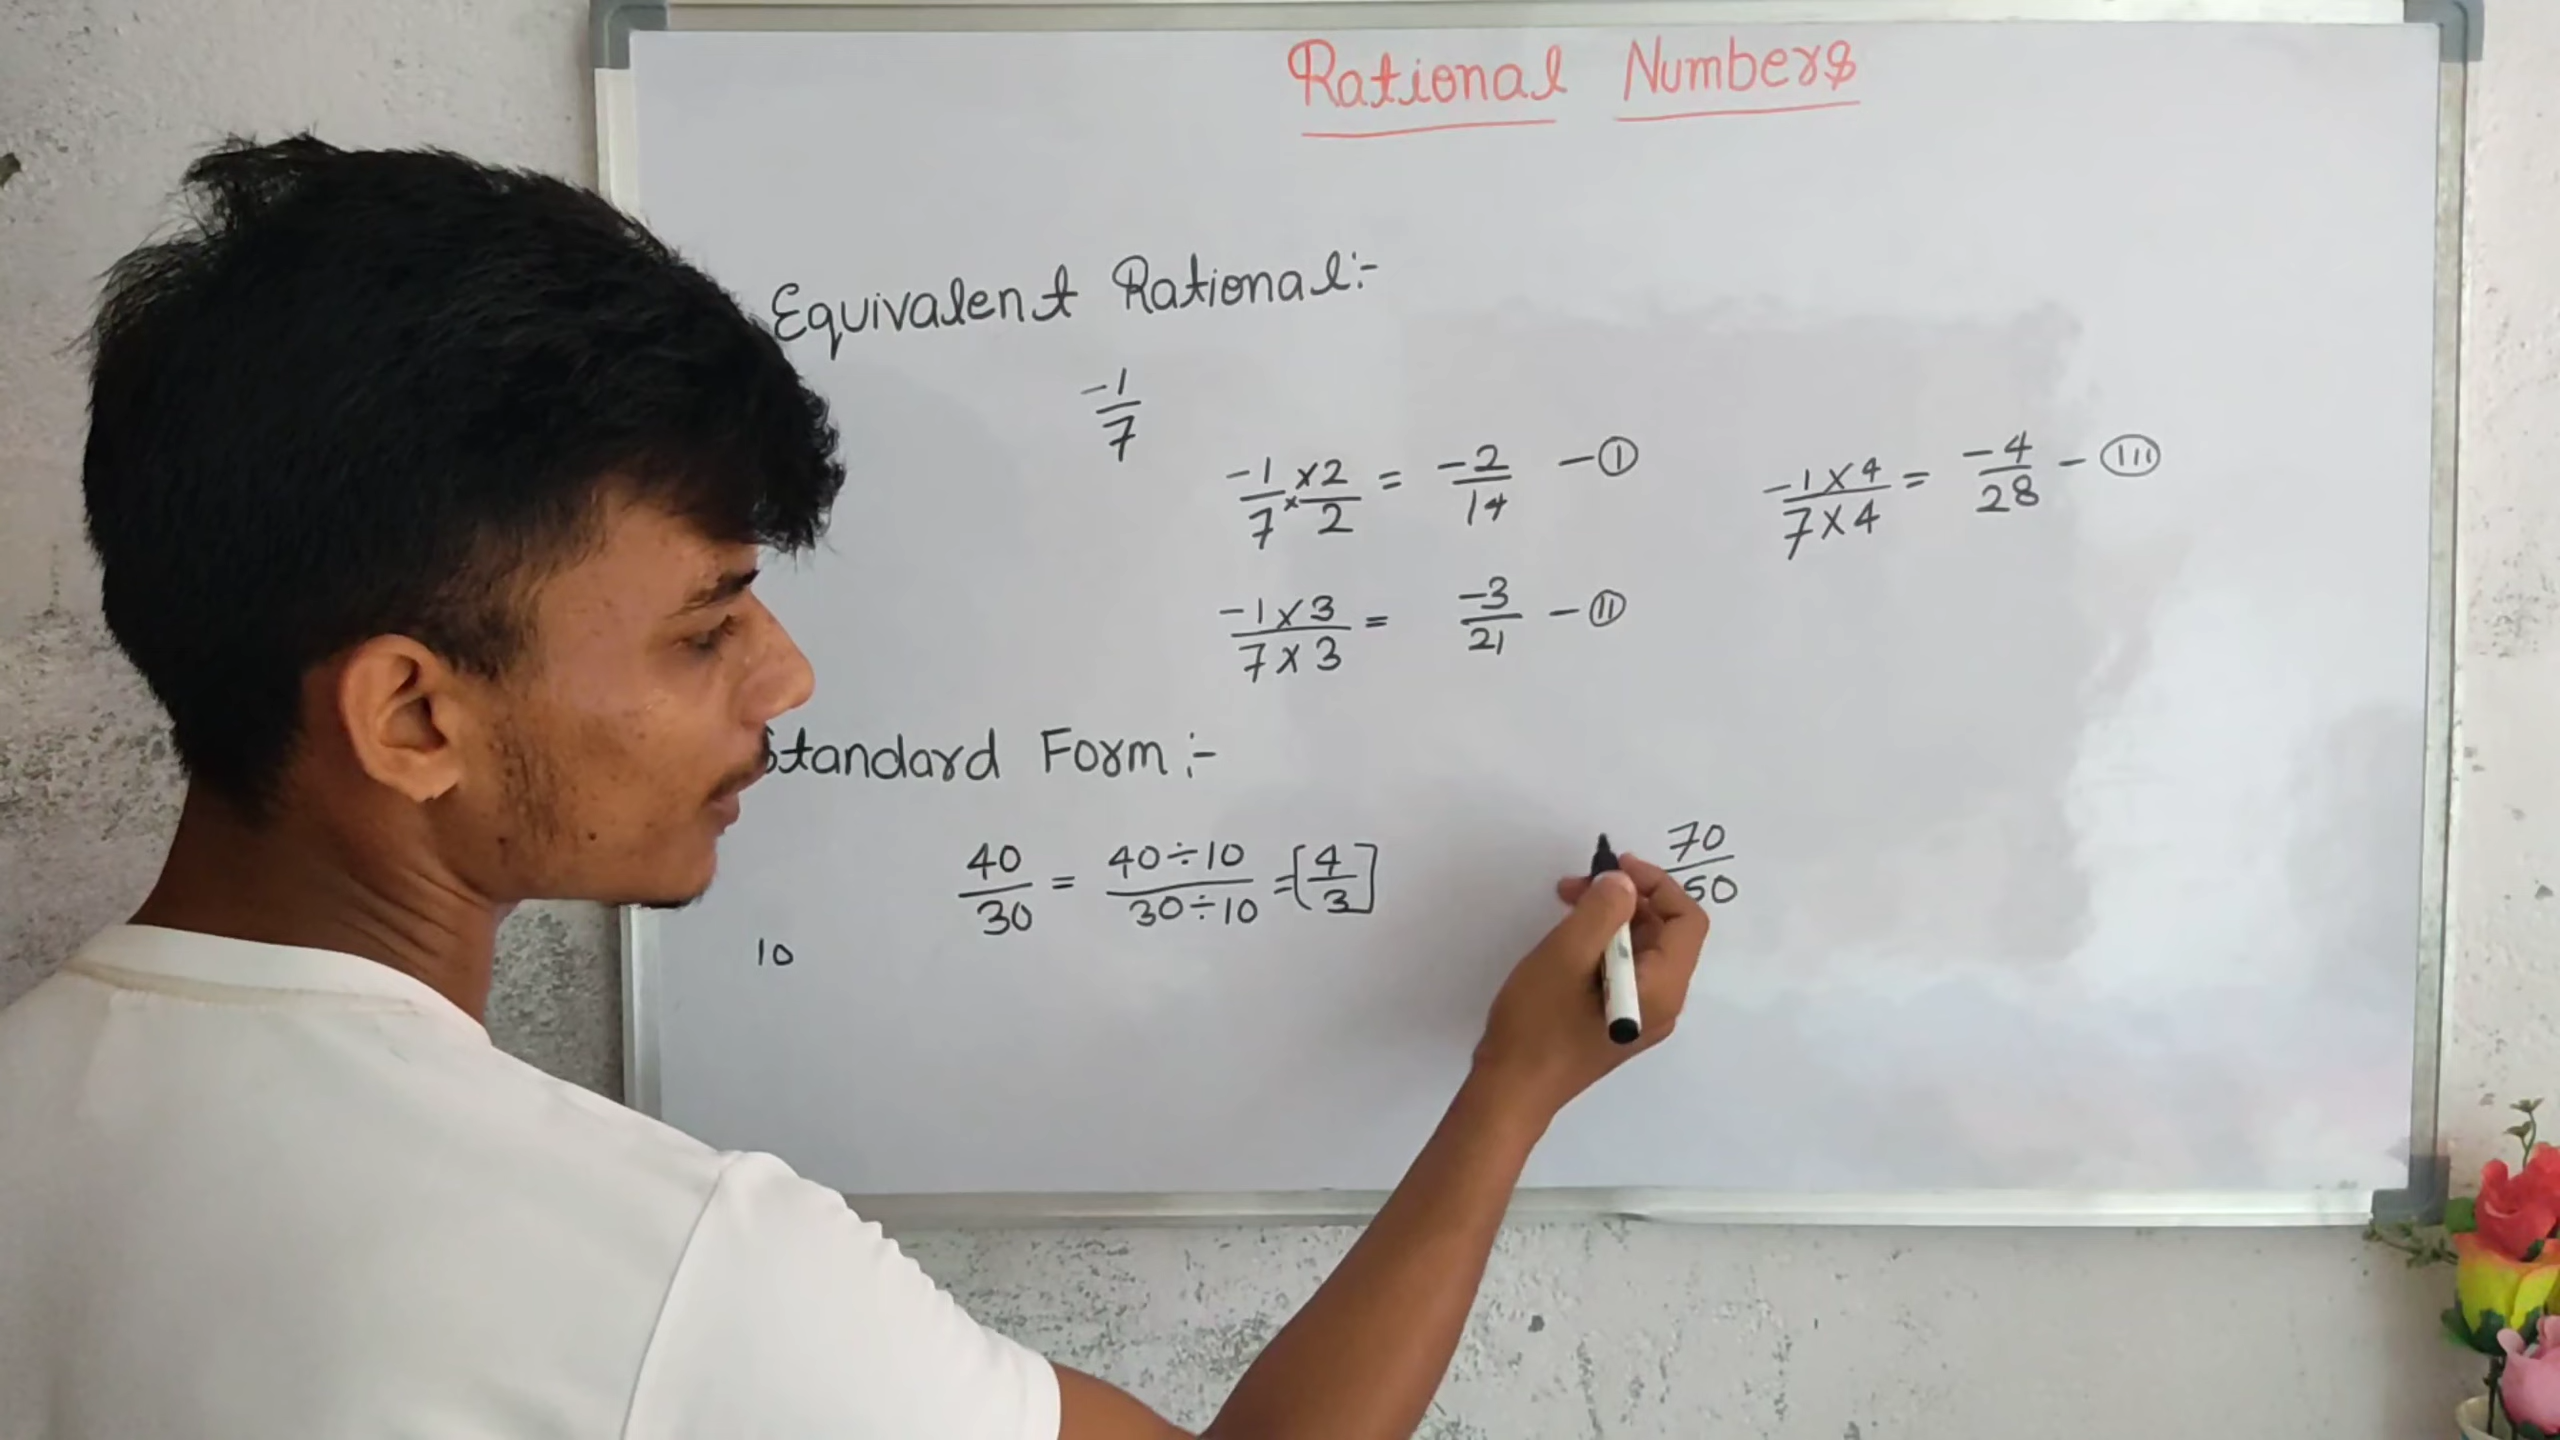 Rational Numbers
Equivalent Rational:-
-1/7
-1/7 × 2/2 = -2/14 - (I)
-1×4/7×4 = -4/28 - (III)
-1×3/7×3 = -3/21 - (II)
Standard Form:-
40/30 = 40÷10/30÷10 = [4/3]
70/50
10